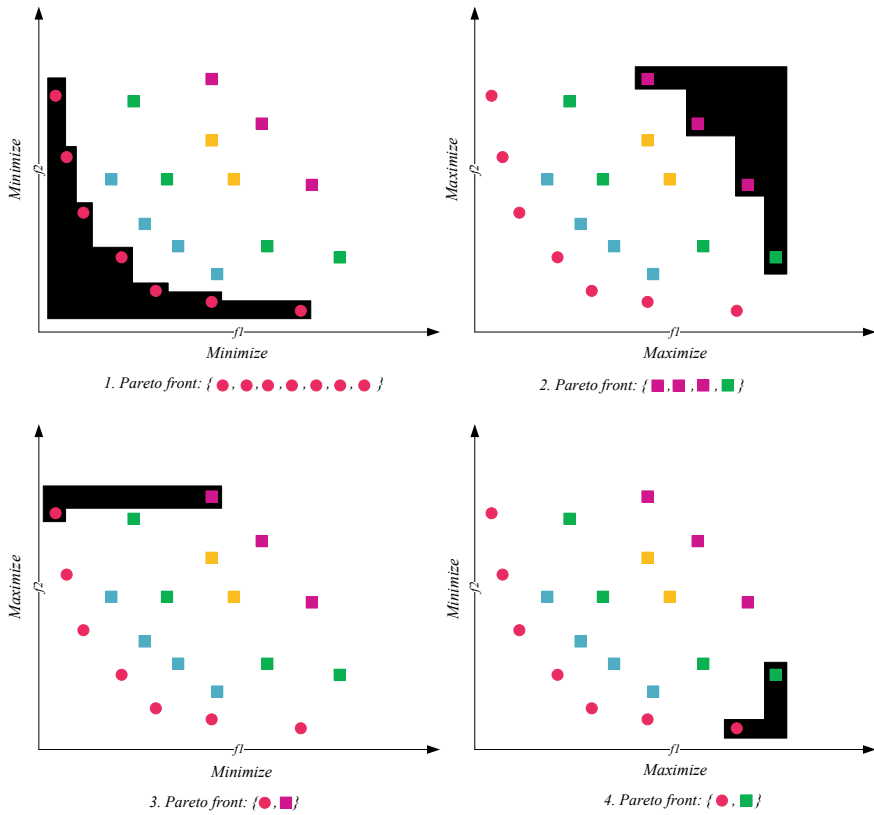 Minimize
f2
f1
Minimize
1. Pareto front: { , , , , , , }
Maximize
f2
f1
Maximize
2. Pareto front: { , , , }
Maximize
f2
f1
Minimize
3. Pareto front: { , }
Minimize
f2
f1
Maximize
4. Pareto front: { , }